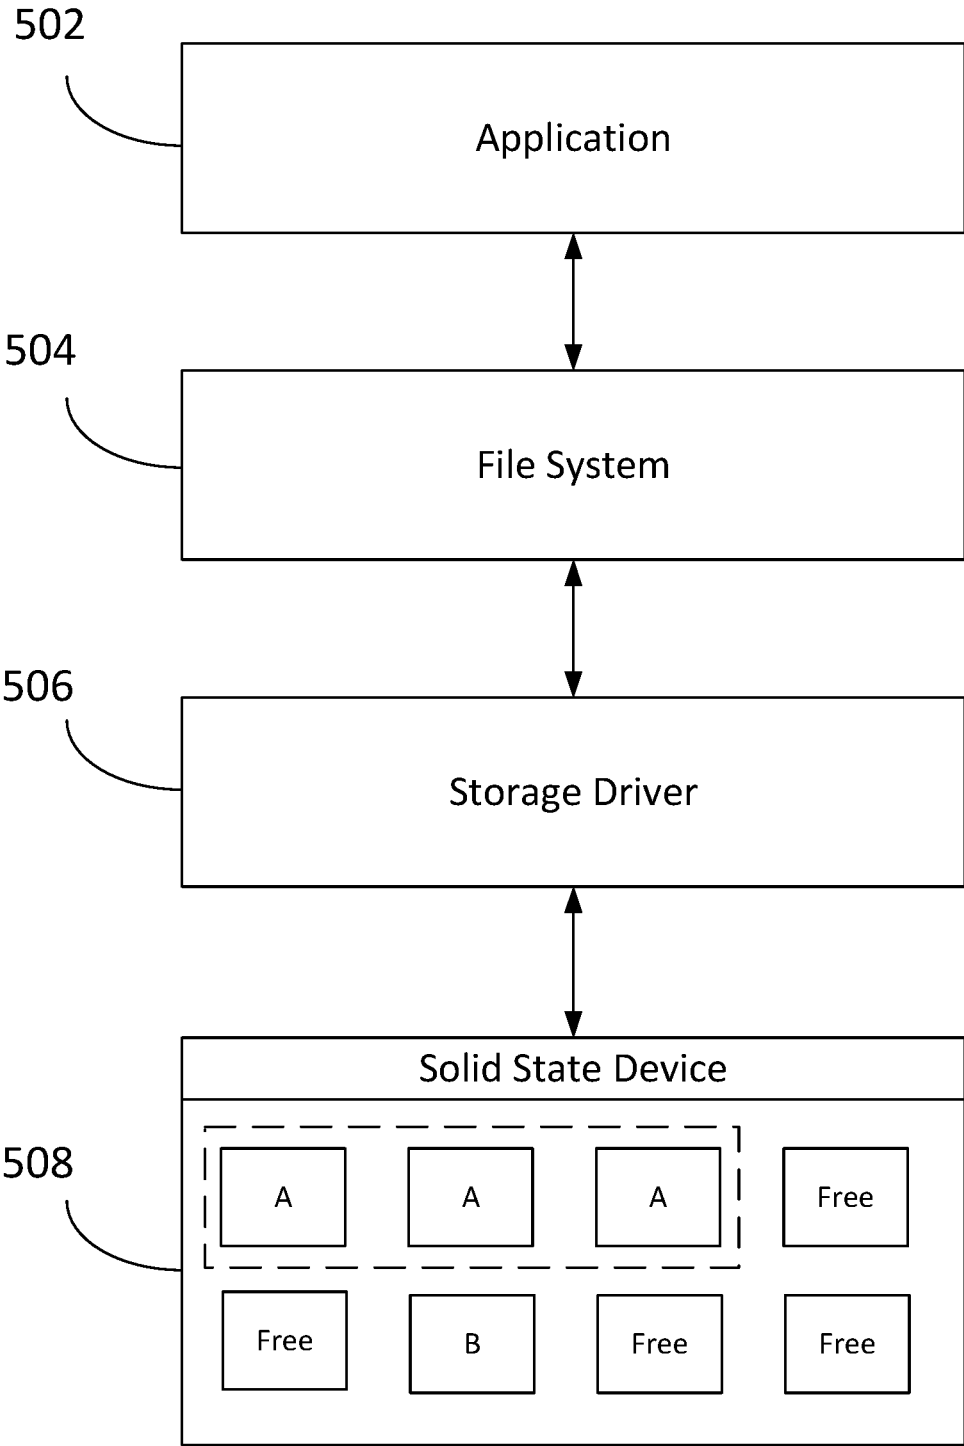 502
Application
504
File System
506
Storage Driver
Solid State Device
508
A A A Free
Free B Free Free